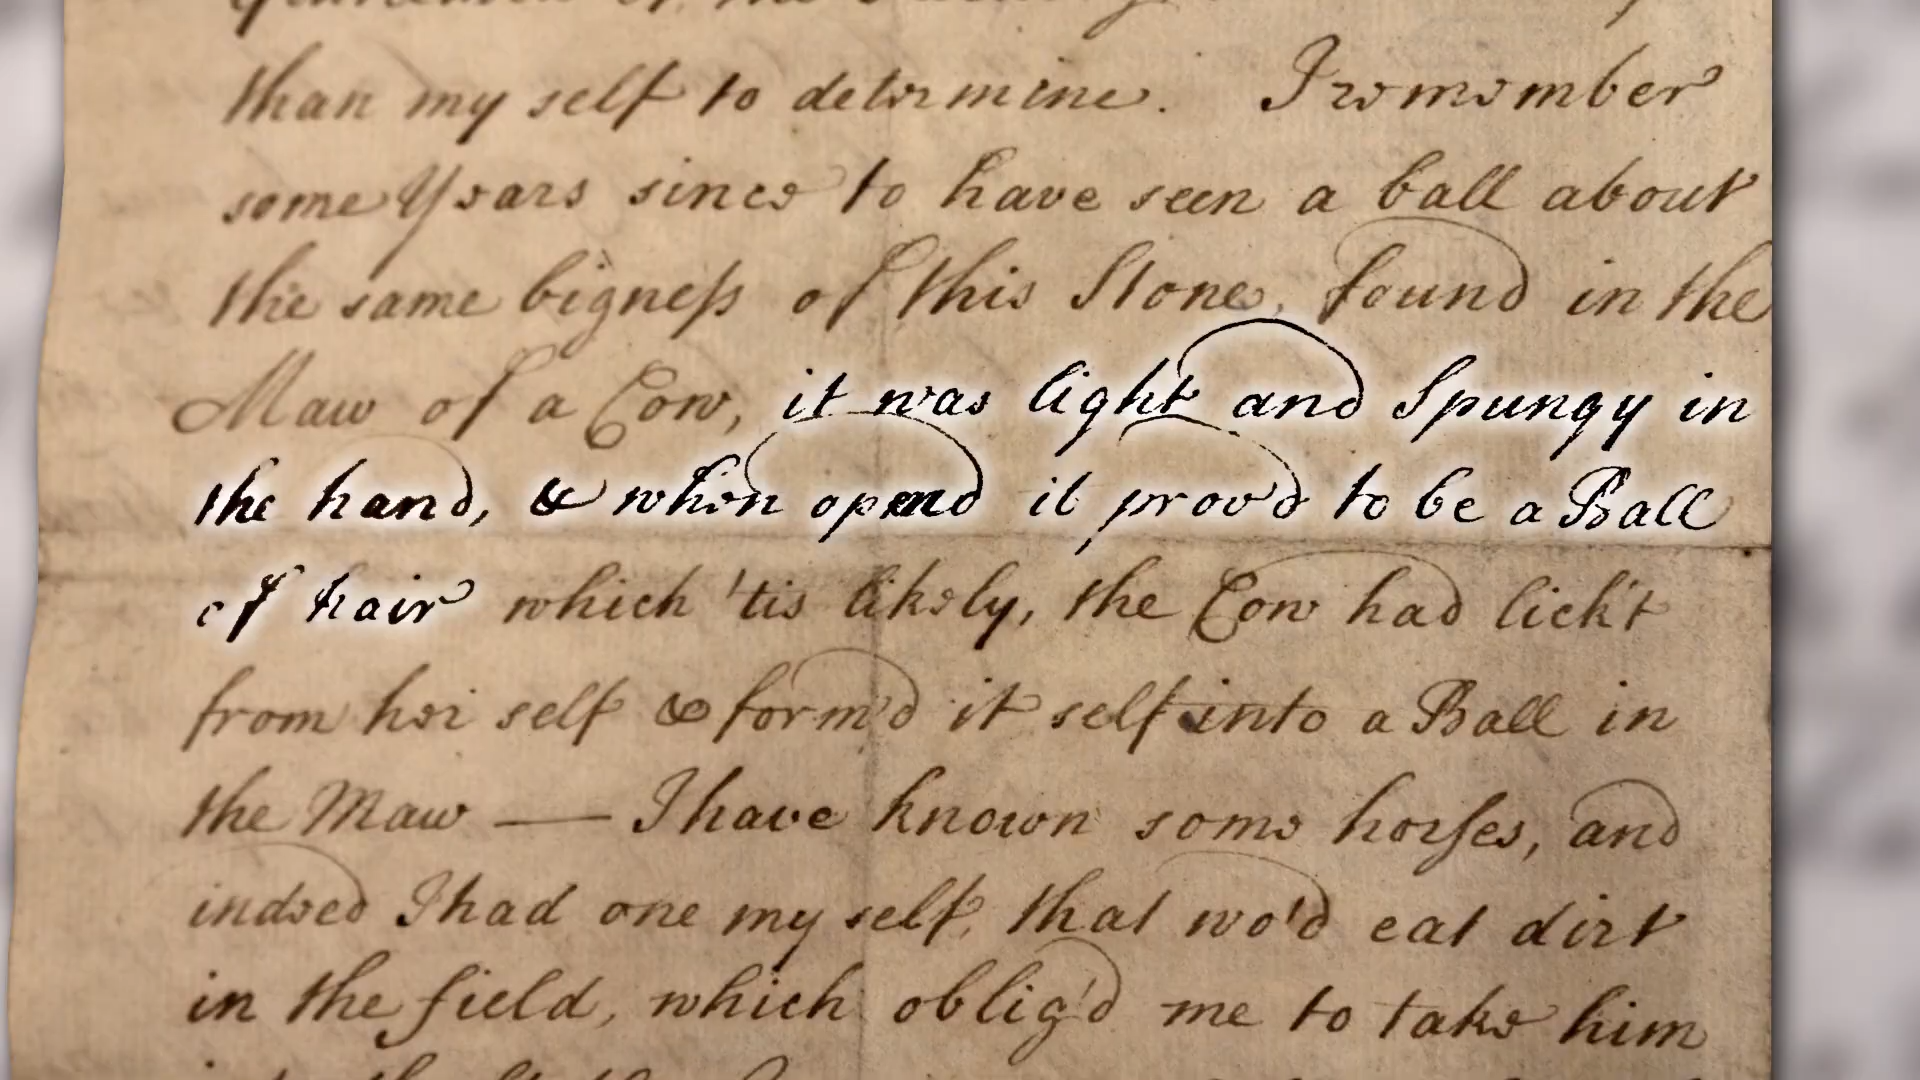 than my self to determine. I remember
some Years since to have seen a ball about
the same bigneſs of this Stone, found in the
Maw of a Cow, it was light and Spungy in
the hand, & when opend it prov'd to be a Ball
of hair which 'tis likely, the Cow had lick't
from her self & form'd it self into a Ball in
the Maw — I have known some horſes, and
indeed I had one my self, that wo'd eat dirt
in the field, which oblig'd me to take him